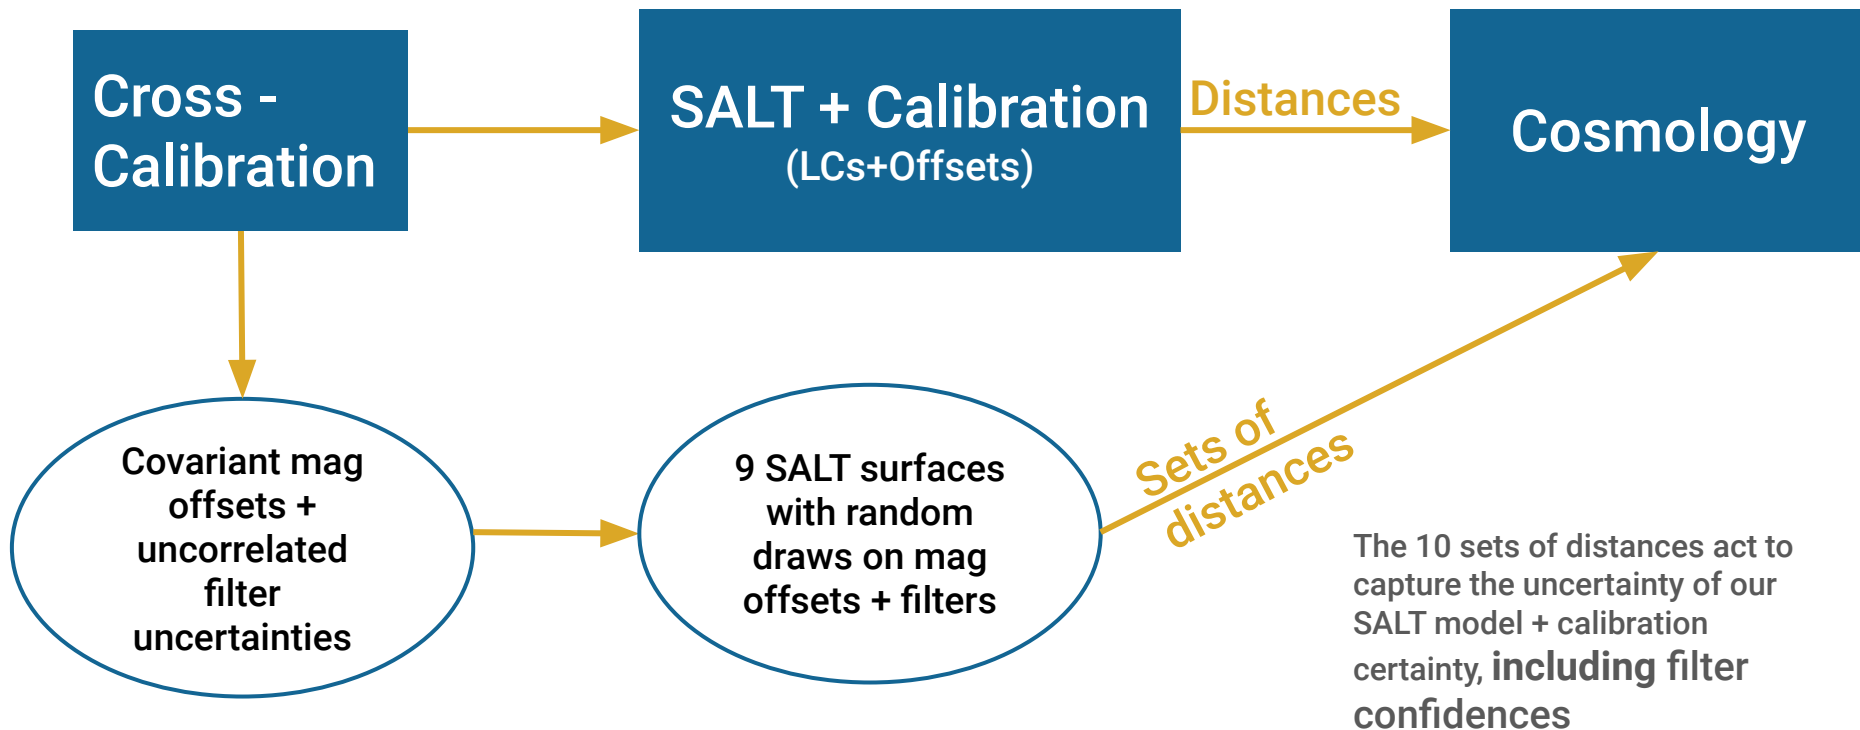 Cross -
Calibration
SALT + Calibration
(LCs+Offsets)
Distances
Cosmology
Covariant mag
offsets +
uncorrelated
filter
uncertainties
9 SALT surfaces
with random
draws on mag
offsets + filters
Sets of
distances
The 10 sets of distances act to
capture the uncertainty of our
SALT model + calibration
certainty, including filter
confidences